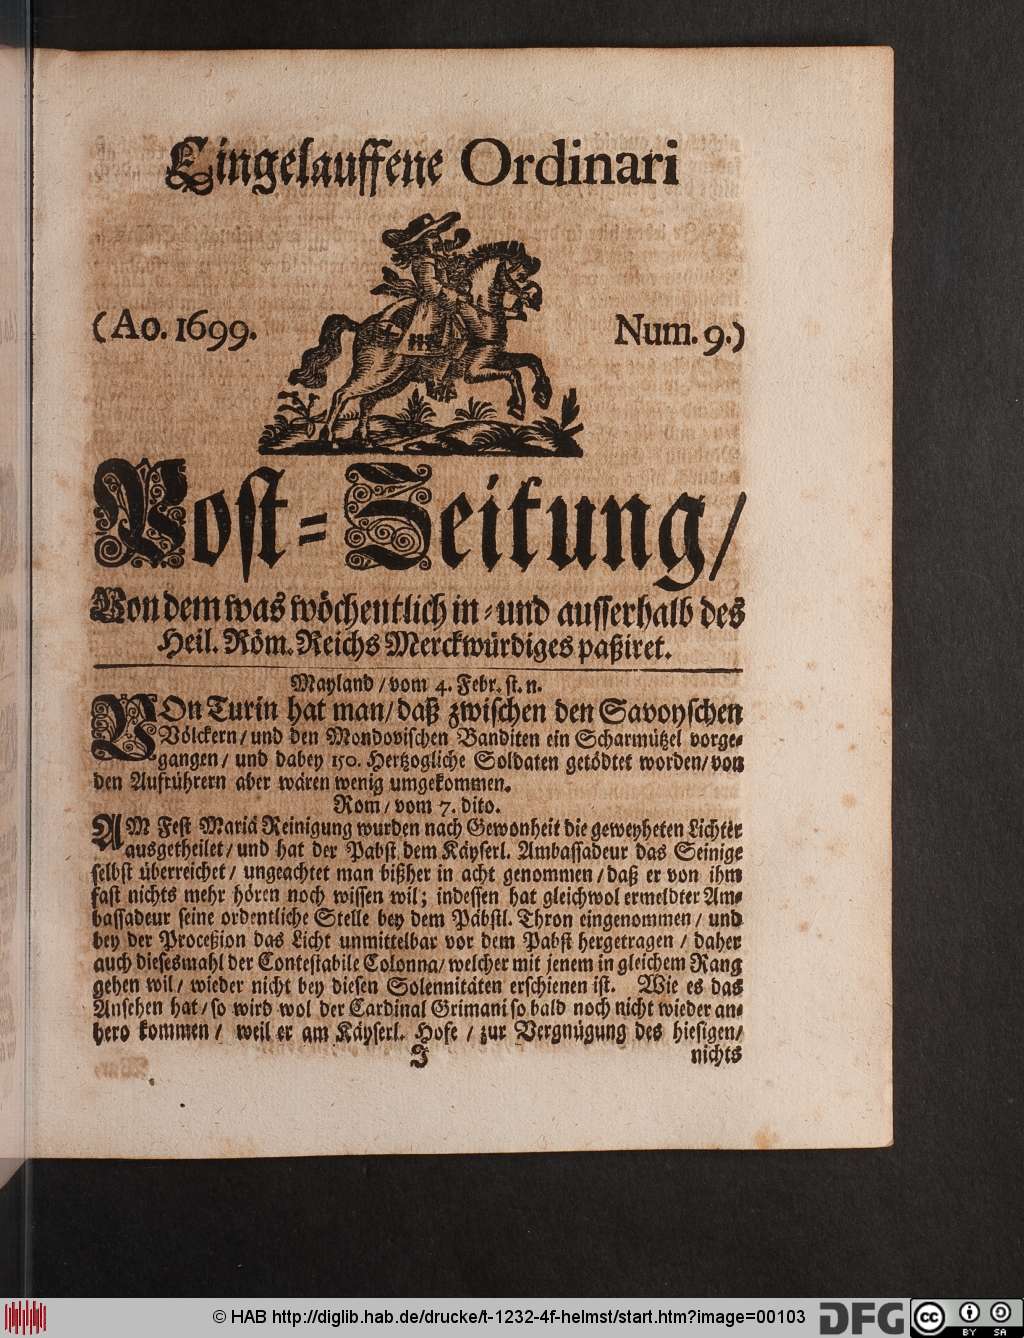 Eingelauffene Ordinari
(Ao. 1699.
Num. 9.)
Post-Zeitung/
Von dem was wöchentlich in- und ausserhalb des
Heil. Röm. Reichs Merckwürdiges paßiret.
Mayland/ vom 4. Febr. st. n.
VOn Turin hat man/ daß zwischen den Savoyschen
Völckern/ und den Mondovischen Banditen ein Scharmützel vorge-
gangen/ und dabey 150. Hertzogliche Soldaten getödtet worden/ von
den Aufrührern aber wären wenig umgekommen.
Rom/ vom 7. dito.
AM Fest Mariä Reinigung wurden nach Gewonheit die geweyheten Lichter
ausgetheilet/ und hat der Pabst dem Käyserl. Ambassadeur das Seinige
selbst überreichet/ ungeachtet man bißher in acht genommen/ daß er von ihm
fast nichts mehr hören noch wissen wil; indessen hat gleichwol ermeldter Am-
bassadeur seine ordentliche Stelle bey dem Päbstl. Thron eingenommen/ und
bey der Proceßion das Licht unmittelbar vor dem Pabst hergetragen/ daher
auch diesesmahl der Contestabile Colonna/ welcher mit jenem in gleichem Rang
gehen wil/ wieder nicht bey diesen Solennitäten erschienen ist. Wie es das
Ansehen hat/ so wird wol der Cardinal Grimani so bald noch nicht wieder an-
hero kommen/ weil er am Käyserl. Hofe/ zur Vergnügung des hiesigen/
J
nichts
© HAB http://diglib.hab.de/drucke/t-1232-4f-helmst/start.htm?image=00103
DFG
cc
BY SA